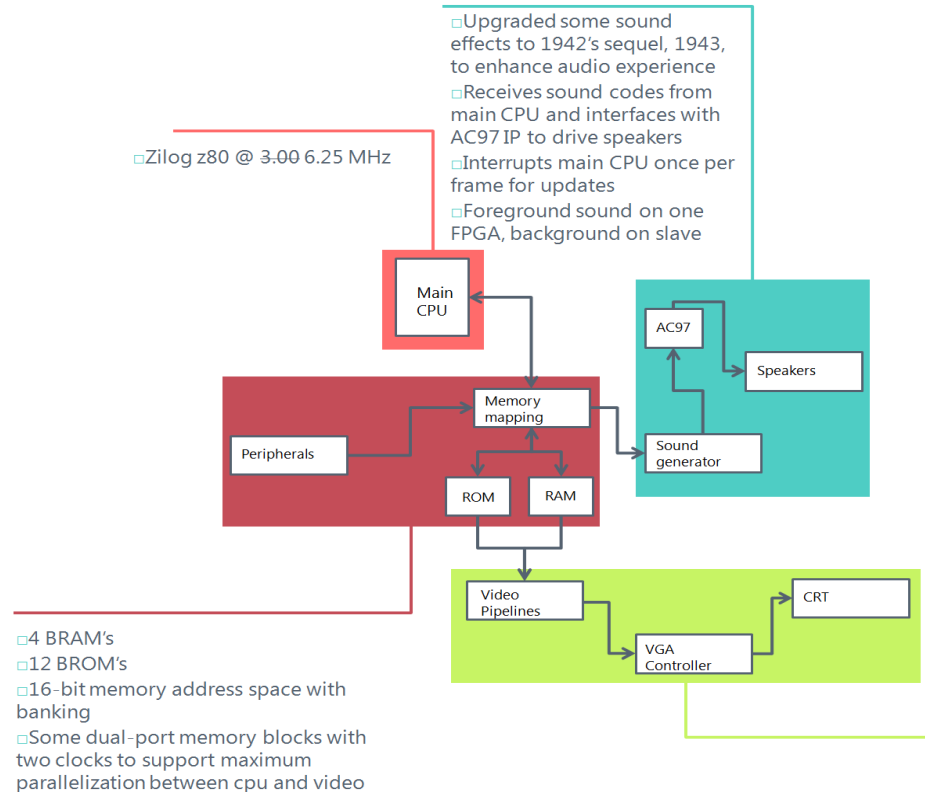 □Upgraded some sound
effects to 1942's sequel, 1943,
to enhance audio experience
□Receives sound codes from
main CPU and interfaces with
AC97 IP to drive speakers
□Interrupts main CPU once per
frame for updates
□Foreground sound on one
FPGA, background on slave
□Zilog z80 @ 3.00 6.25 MHz
Main
CPU
AC97
Speakers
Memory
mapping
Peripherals
Sound
generator
ROM
RAM
Video
Pipelines
CRT
VGA
Controller
□4 BRAM's
□12 BROM's
□16-bit memory address space with
banking
□Some dual-port memory blocks with
two clocks to support maximum
parallelization between cpu and video